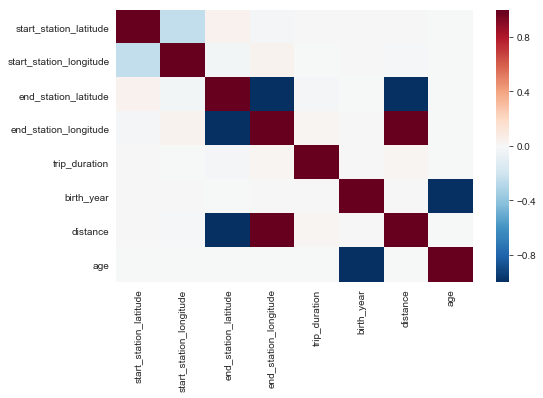 start_station_latitude
start_station_longitude
end_station_latitude
end_station_longitude
trip_duration
birth_year
distance
age
start_station_latitude
start_station_longitude
end_station_latitude
end_station_longitude
trip_duration
birth_year
distance
age
0.8
0.4
0.0
−0.4
−0.8